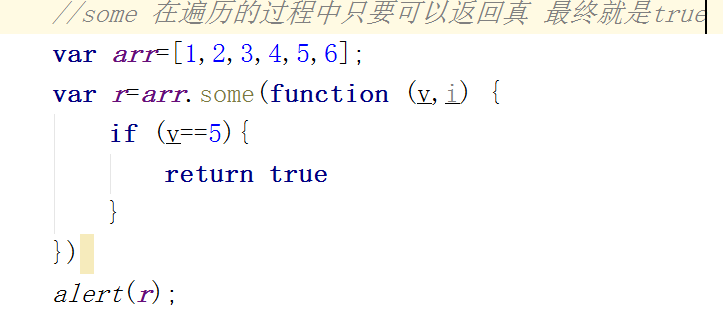 //some 在遍历的过程中只要可以返回真 最终就是true
var arr=[1,2,3,4,5,6];
var r=arr.some(function (v,i) {
if (v==5){
return true
}
})
alert(r);